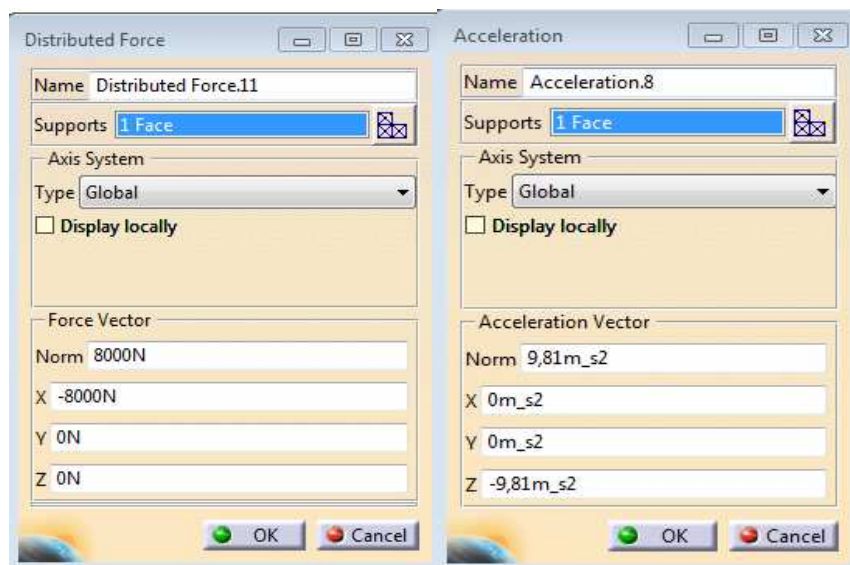 Distributed Force
Name Distributed Force.11
Supports 1 Face
Axis System
Type Global
Display locally
Force Vector
Norm 8000N
X -8000N
Y 0N
Z 0N
OK Cancel
Acceleration
Name Acceleration.8
Supports 1 Face
Axis System
Type Global
Display locally
Acceleration Vector
Norm 9,81m_s2
X 0m_s2
Y 0m_s2
Z -9,81m_s2
OK Cancel